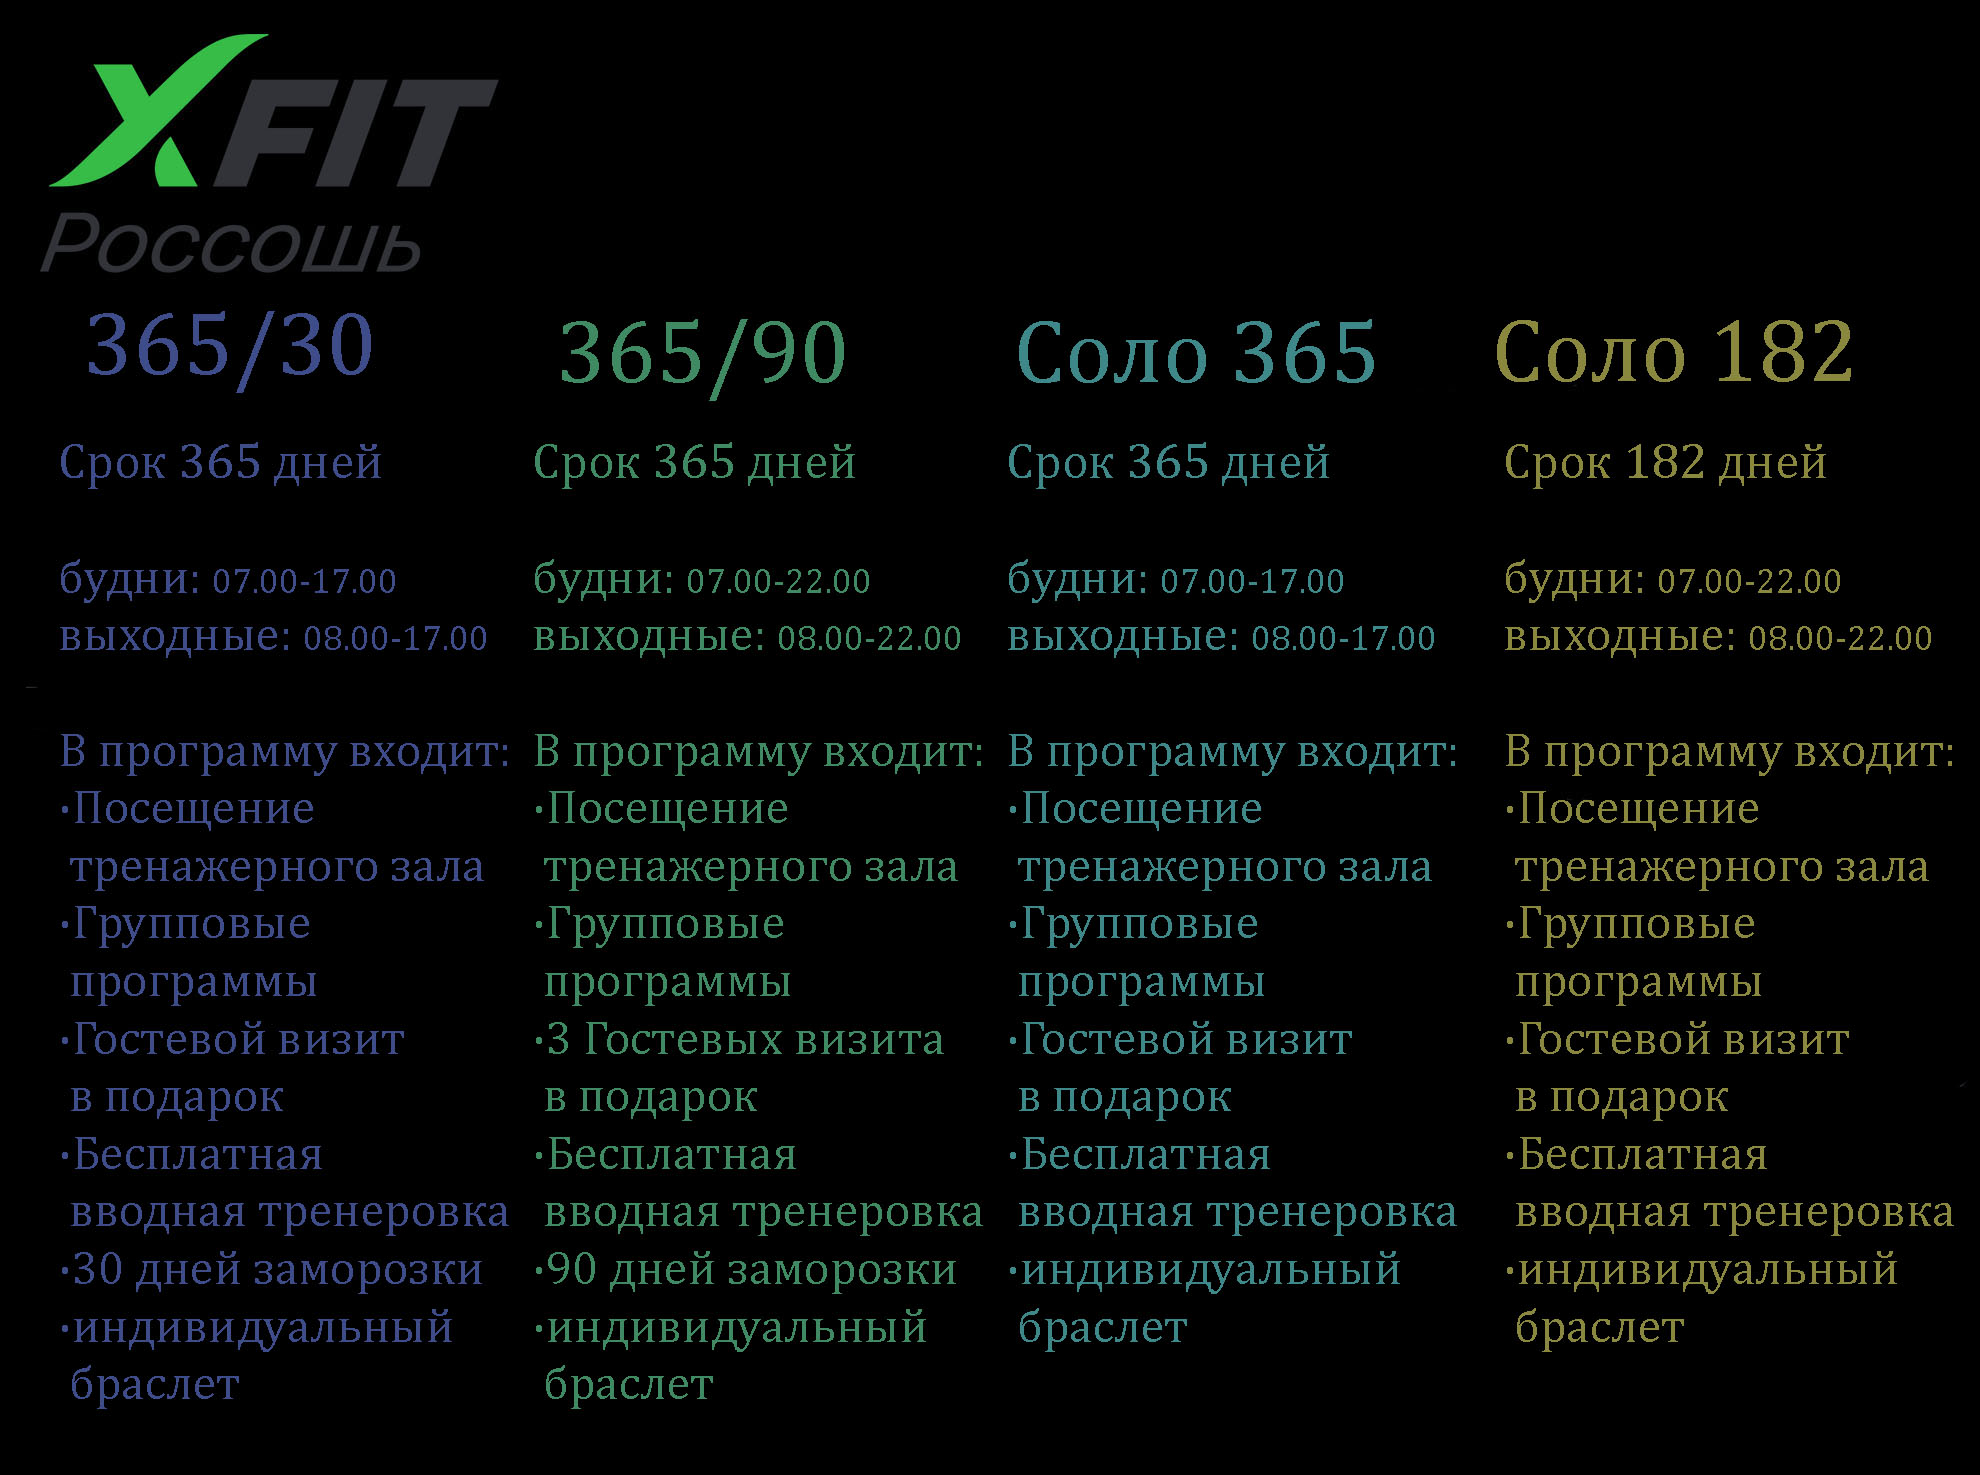 XFIT
Россошь
365/30
Срок 365 дней
будни: 07.00-17.00
выходные: 08.00-17.00
В программу входит:
·Посещение
тренажерного зала
·Групповые
программы
·Гостевой визит
в подарок
·Бесплатная
вводная тренеровка
·30 дней заморозки
·индивидуальный
браслет
365/90
Срок 365 дней
будни: 07.00-22.00
выходные: 08.00-22.00
В программу входит:
·Посещение
тренажерного зала
·Групповые
программы
·3 Гостевых визита
в подарок
·Бесплатная
вводная тренеровка
·90 дней заморозки
·индивидуальный
браслет
Соло 365
Срок 365 дней
будни: 07.00-17.00
выходные: 08.00-17.00
В программу входит:
·Посещение
тренажерного зала
·Групповые
программы
·Гостевой визит
в подарок
·Бесплатная
вводная тренеровка
·индивидуальный
браслет
Соло 182
Срок 182 дней
будни: 07.00-22.00
выходные: 08.00-22.00
В программу входит:
·Посещение
тренажерного зала
·Групповые
программы
·Гостевой визит
в подарок
·Бесплатная
вводная тренеровка
·индивидуальный
браслет